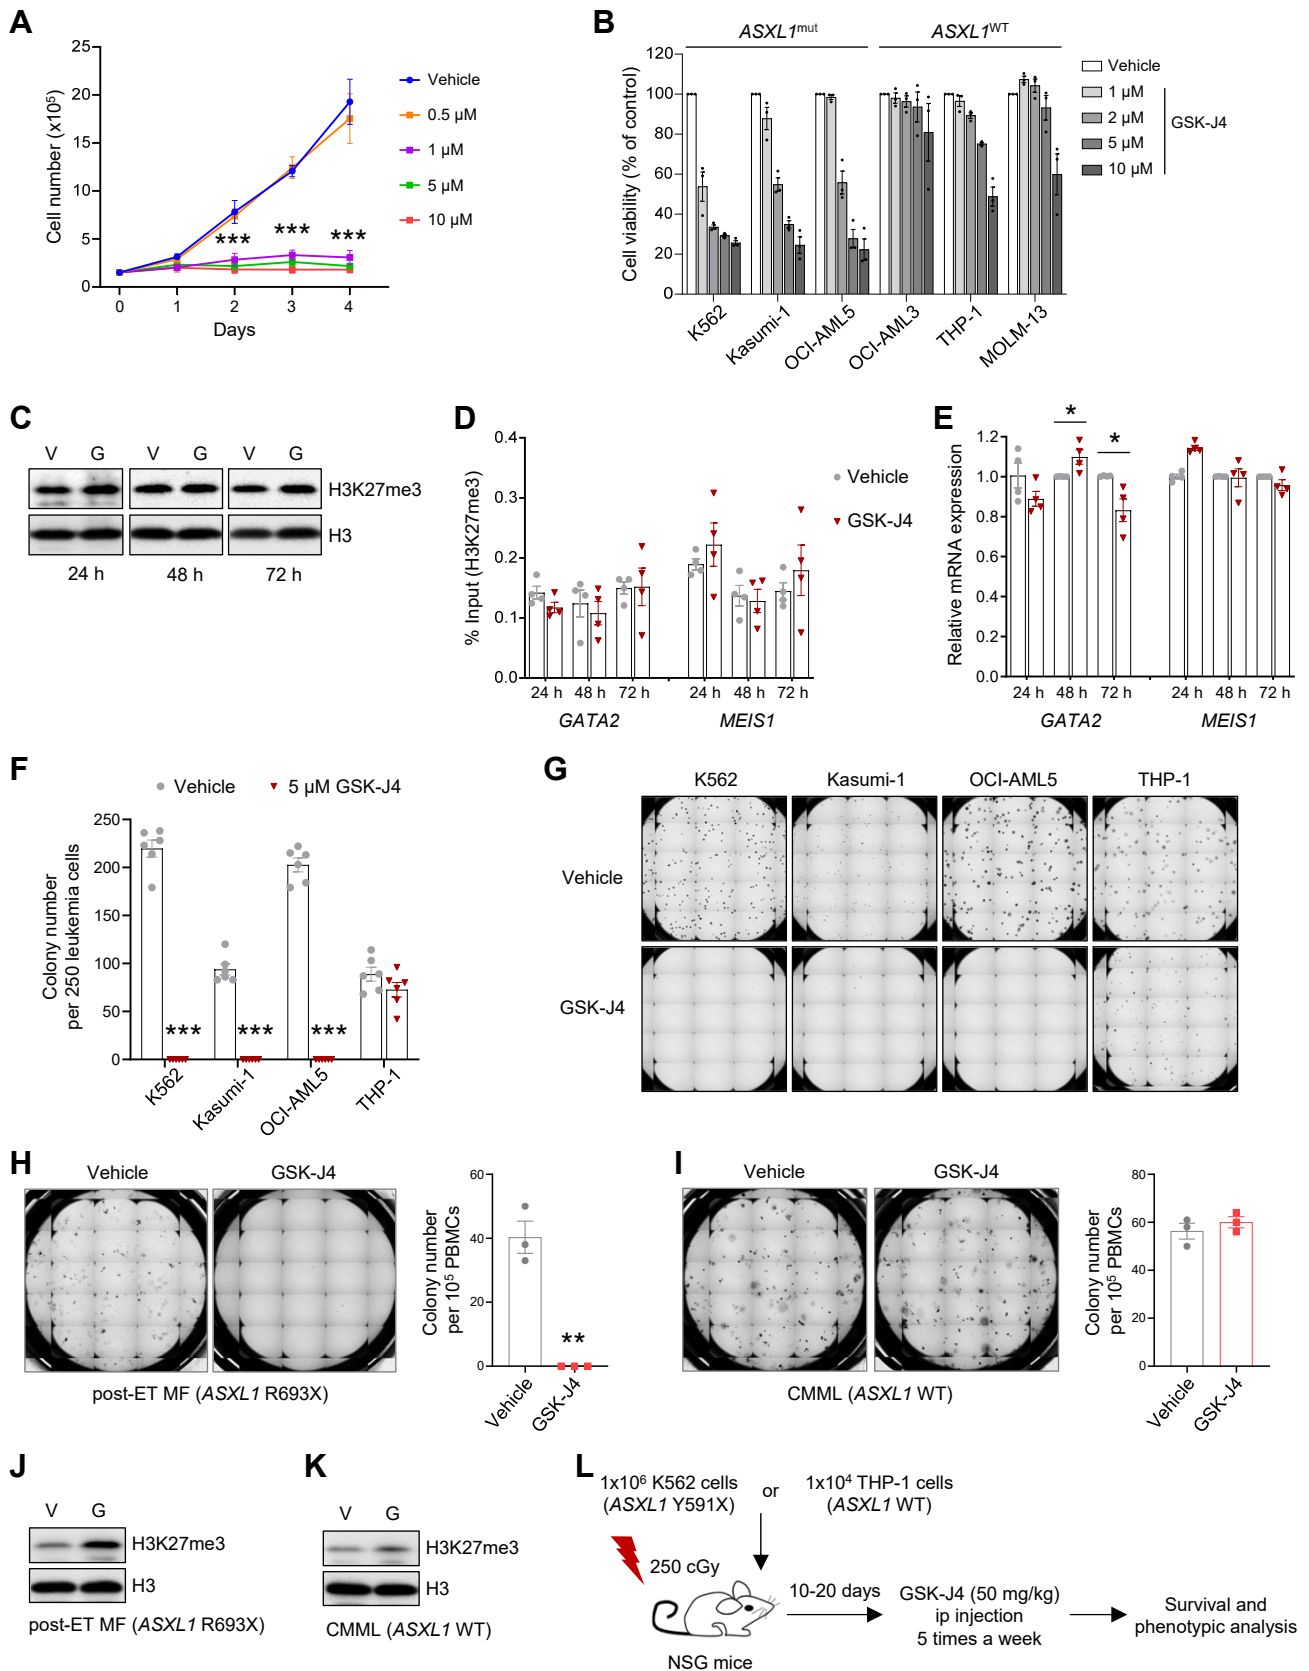 A
Cell number (x10⁵)
25
20
15
10
5
0
0 1 2 3 4
Days
*** *** ***
Vehicle
0.5 µM
1 µM
5 µM
10 µM
B
ASXL1ᵐᵘᵗ ASXL1ᵂᵀ
Cell viability (% of control)
120
100
80
60
40
20
0
K562 Kasumi-1 OCI-AML5 OCI-AML3 THP-1 MOLM-13
Vehicle
1 µM
2 µM
5 µM
10 µM
GSK-J4
C
V G V G V G
H3K27me3
H3
24 h 48 h 72 h
D
% Input (H3K27me3)
0.4
0.3
0.2
0.1
0.0
Vehicle
GSK-J4
24 h 48 h 72 h 24 h 48 h 72 h
GATA2 MEIS1
E
Relative mRNA expression
1.2
1.0
0.8
0.6
0.4
0.2
0.0
* *
24 h 48 h 72 h 24 h 48 h 72 h
GATA2 MEIS1
F
Vehicle 5 µM GSK-J4
Colony number
per 250 leukemia cells
250
200
150
100
50
0
*** *** ***
K562 Kasumi-1 OCI-AML5 THP-1
G
K562 Kasumi-1 OCI-AML5 THP-1
Vehicle
GSK-J4
H
Vehicle GSK-J4
post-ET MF (ASXL1 R693X)
Colony number
per 10⁵ PBMCs
60
40
20
0
**
Vehicle GSK-J4
I
Vehicle GSK-J4
CMML (ASXL1 WT)
Colony number
per 10⁵ PBMCs
80
60
40
20
0
Vehicle GSK-J4
J
V G
H3K27me3
H3
post-ET MF (ASXL1 R693X)
K
V G
H3K27me3
H3
CMML (ASXL1 WT)
L
1x10⁶ K562 cells or 1x10⁴ THP-1 cells
(ASXL1 Y591X) (ASXL1 WT)
250 cGy
NSG mice
10-20 days
GSK-J4 (50 mg/kg)
ip injection
5 times a week
Survival and
phenotypic analysis